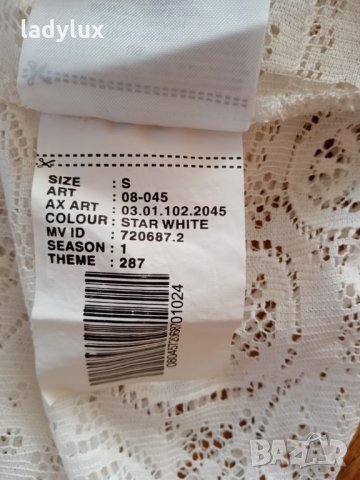 ladylux
SIZE : S
ART : 08-045
AX ART : 03.01.102.2045
COLOUR : STAR WHITE
MV ID : 720687.2
SEASON : 1
THEME : 287
BAZAR